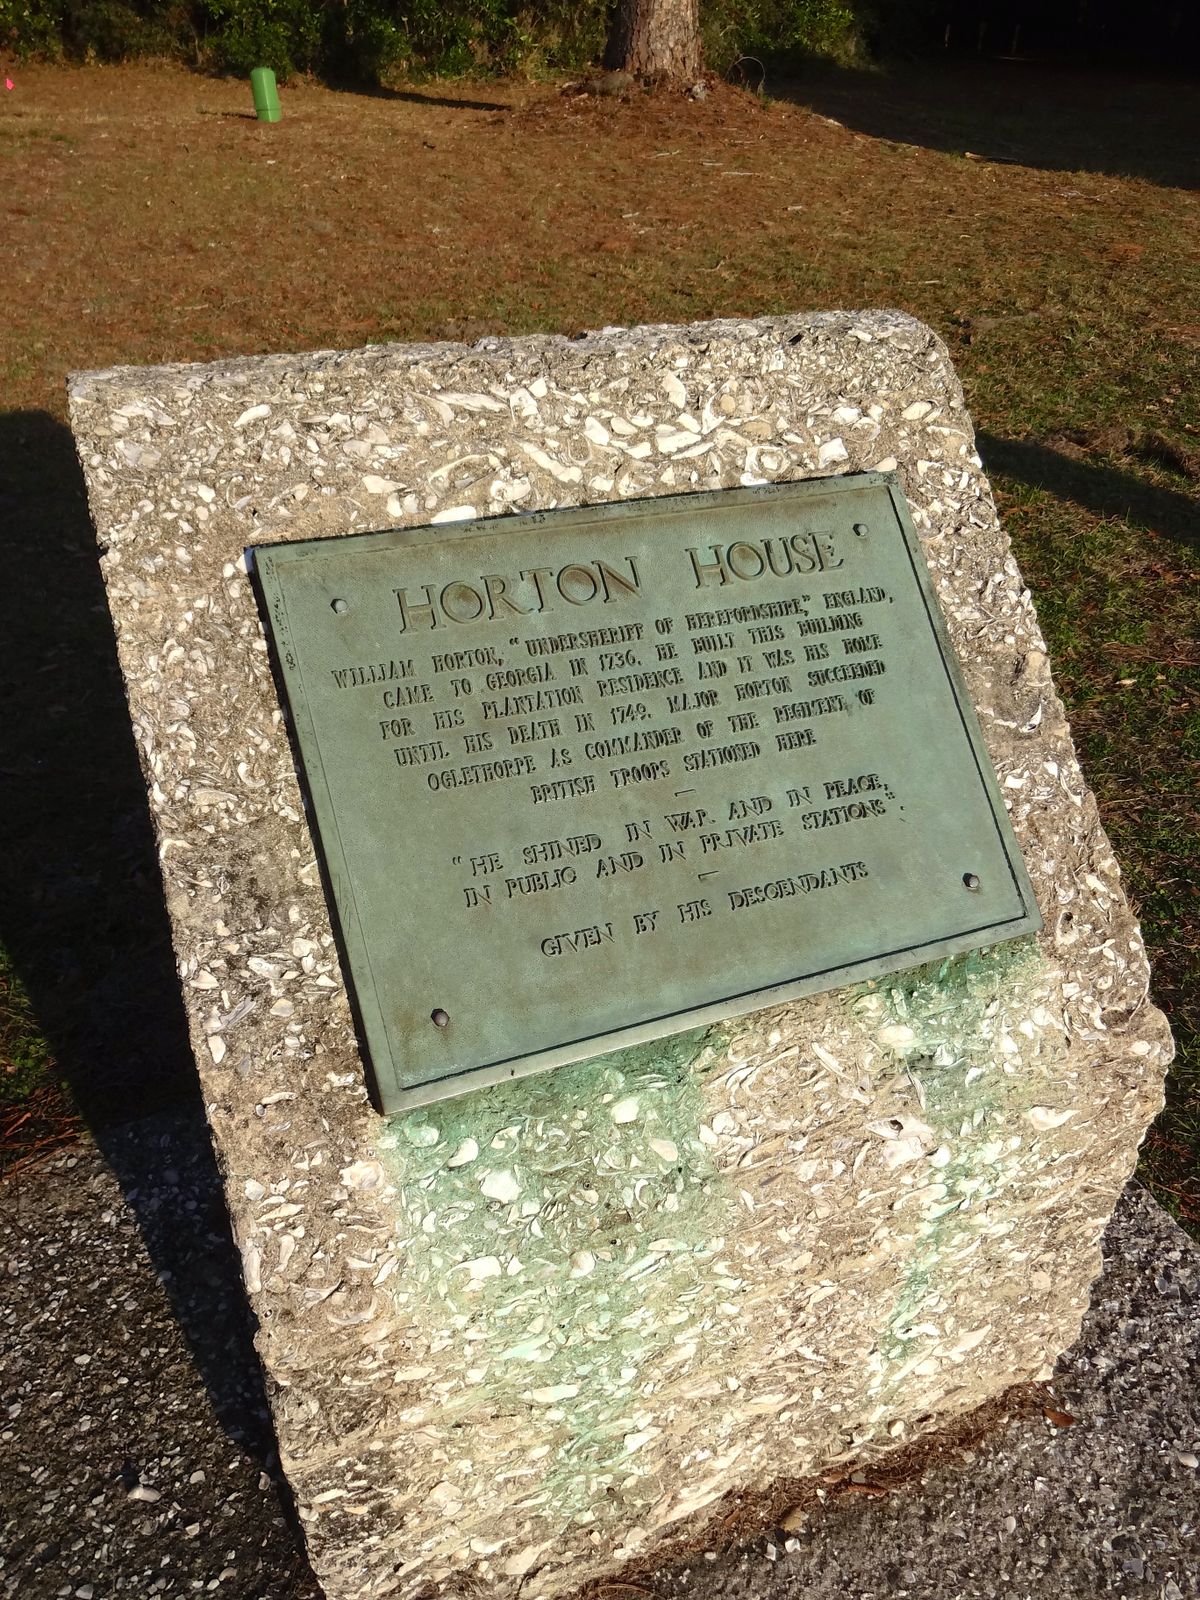 HORTON HOUSE
WILLIAM HORTON, "UNDERSHERIFF OF HEREFORDSHIRE," ENGLAND,
CAME TO GEORGIA IN 1736. HE BUILT THIS BUILDING
FOR HIS PLANTATION RESIDENCE AND IT WAS HIS HOME
UNTIL HIS DEATH IN 1749. MAJOR HORTON SUCCEEDED
OGLETHORPE AS COMMANDER OF THE REGIMENT OF
BRITISH TROOPS STATIONED HERE
—
"HE SHINED IN WAR AND IN PEACE,
IN PUBLIC AND IN PRIVATE STATIONS".
—
GIVEN BY HIS DESCENDANTS